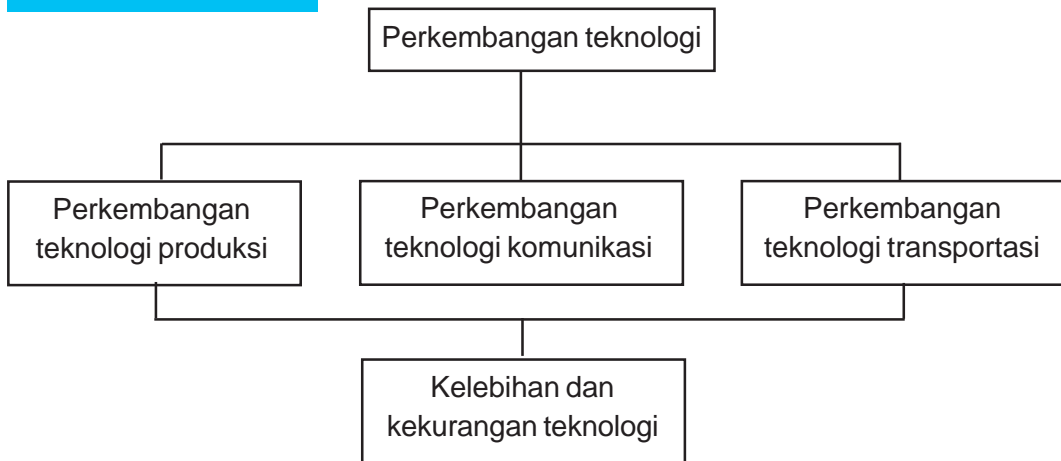 Perkembangan teknologi
Perkembangan
teknologi produksi
Perkembangan
teknologi komunikasi
Perkembangan
teknologi transportasi
Kelebihan dan
kekurangan teknologi